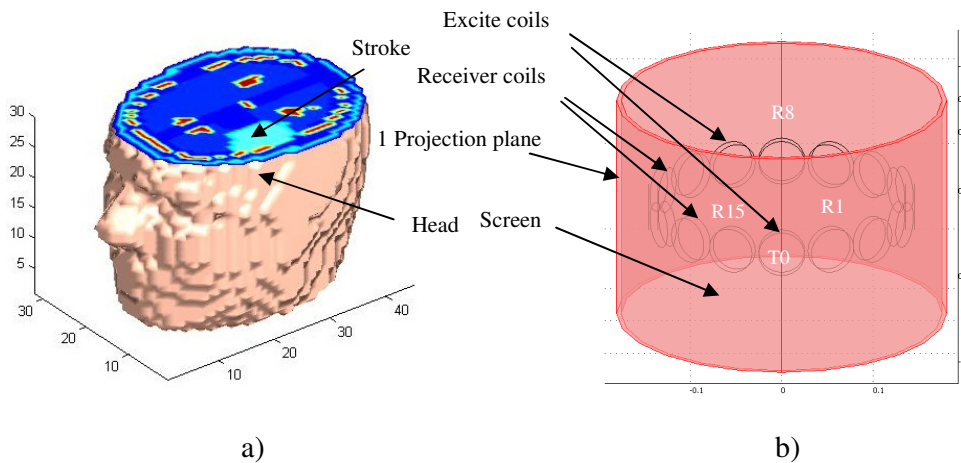 Excite coils
Stroke
Receiver coils
1 Projection plane
Head
Screen
R8
R15
R1
T0
30
25
20
15
10
5
30
20
10
10
20
30
40
-0.1
0
0.1
a)
b)